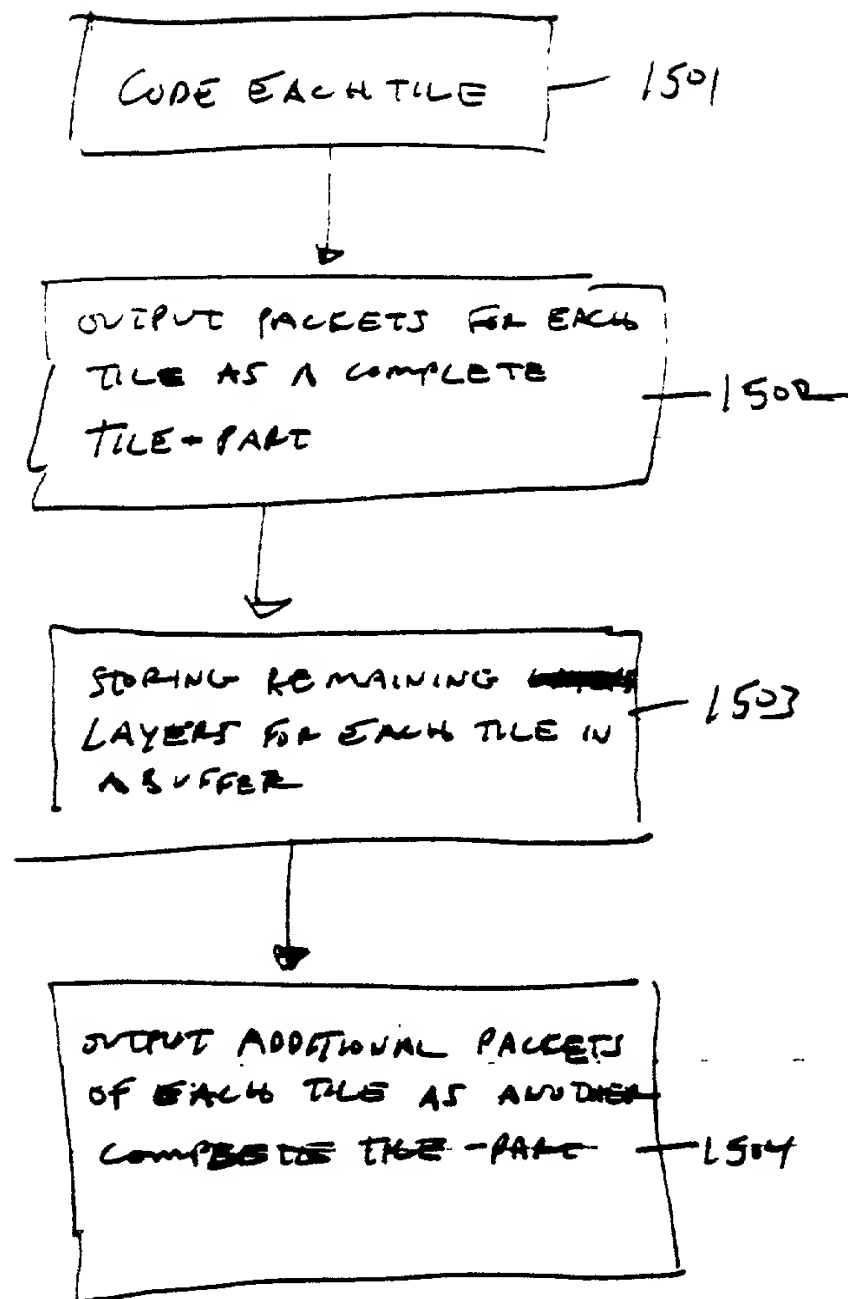 CODE EACH TILE
1501
OUTPUT PACKETS FOR EACH
TILE AS A COMPLETE
TILE-PART
1502
STORING REMAINING
LAYERS FOR EACH TILE IN
A BUFFER
1503
OUTPUT ADDITIONAL PACKETS
OF EACH TILE AS ANOTHER
COMPLETE TILE-PART
1504